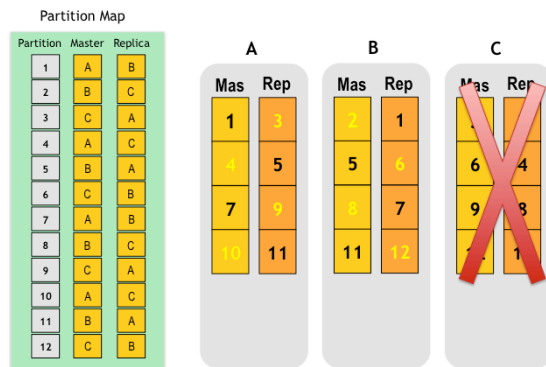 Partition Map
Partition Master Replica
1 A B
2 B C
3 C A
4 A C
5 B A
6 C B
7 A B
8 B C
9 C A
10 A C
11 B A
12 C B
A
Mas Rep
1 3
4 5
7 9
10 11
B
Mas Rep
2 1
5 6
8 7
11 12
C
Mas Rep
6 4
9 8